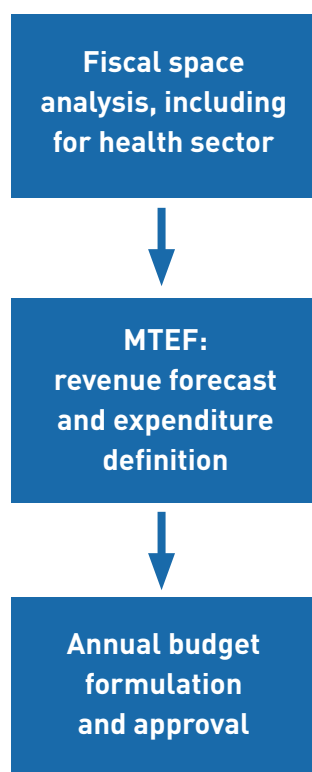 Fiscal space
analysis, including
for health sector
MTEF:
revenue forecast
and expenditure
definition
Annual budget
formulation
and approval